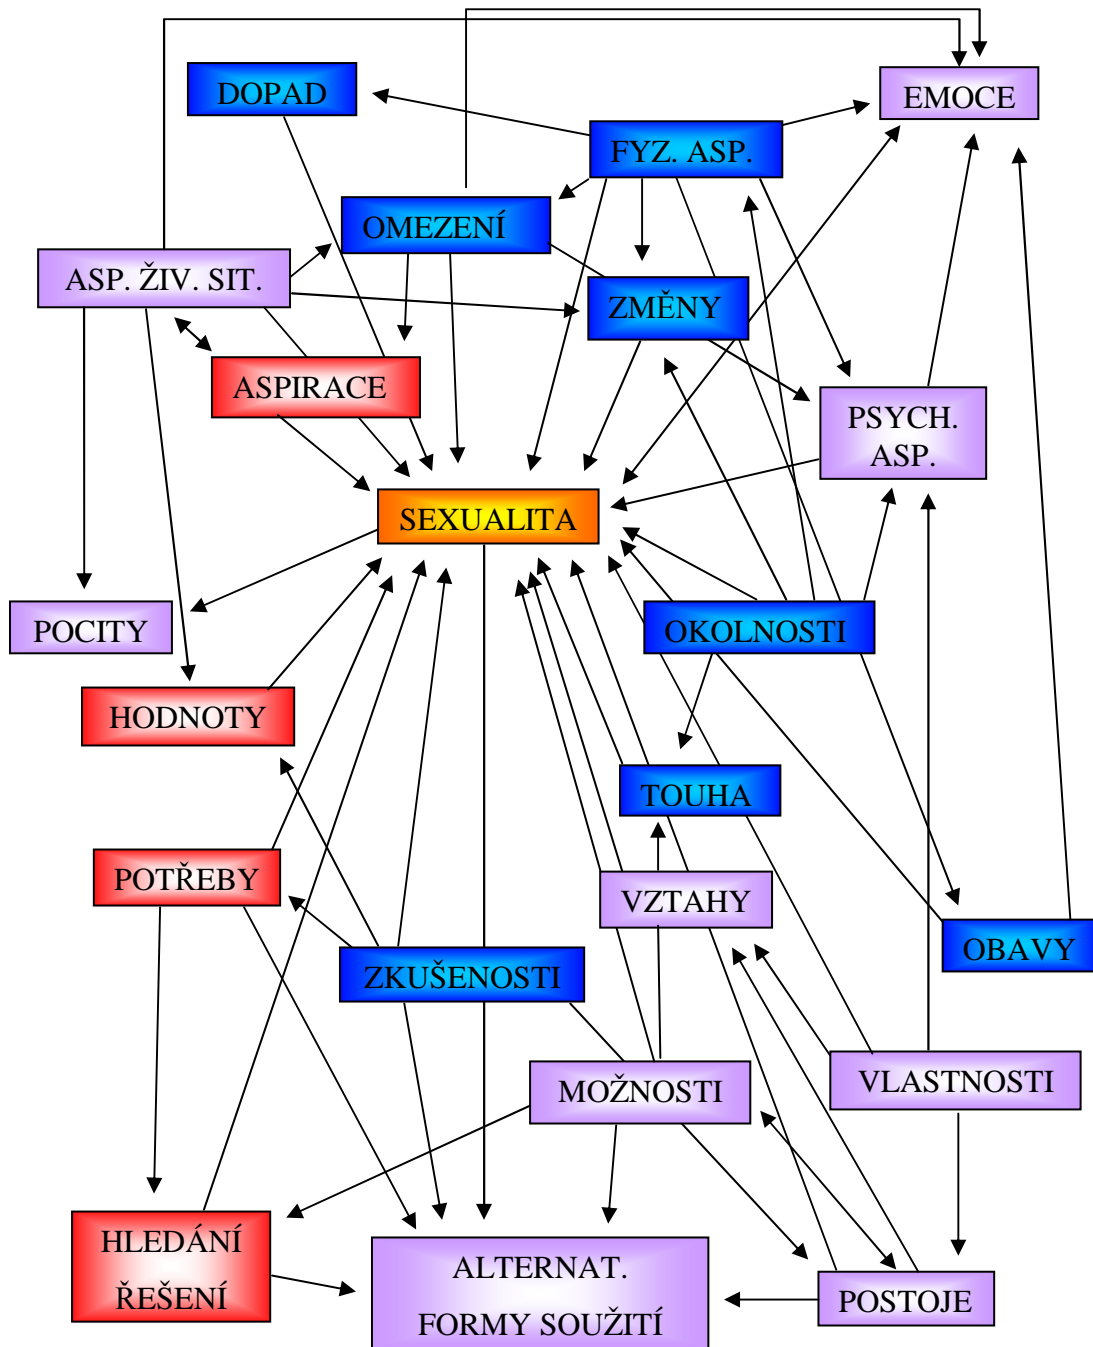 DOPAD
EMOCE
FYZ. ASP.
OMEZENÍ
ASP. ŽIV. SIT.
ZMĚNY
ASPIRACE
PSYCH.
ASP.
SEXUALITA
POCITY
OKOLNOSTI
HODNOTY
TOUHA
POTŘEBY
VZTAHY
OBAVY
ZKUŠENOSTI
MOŽNOSTI
VLASTNOSTI
HLEDÁNÍ
ŘEŠENÍ
ALTERNAT.
FORMY SOUŽITÍ
POSTOJE